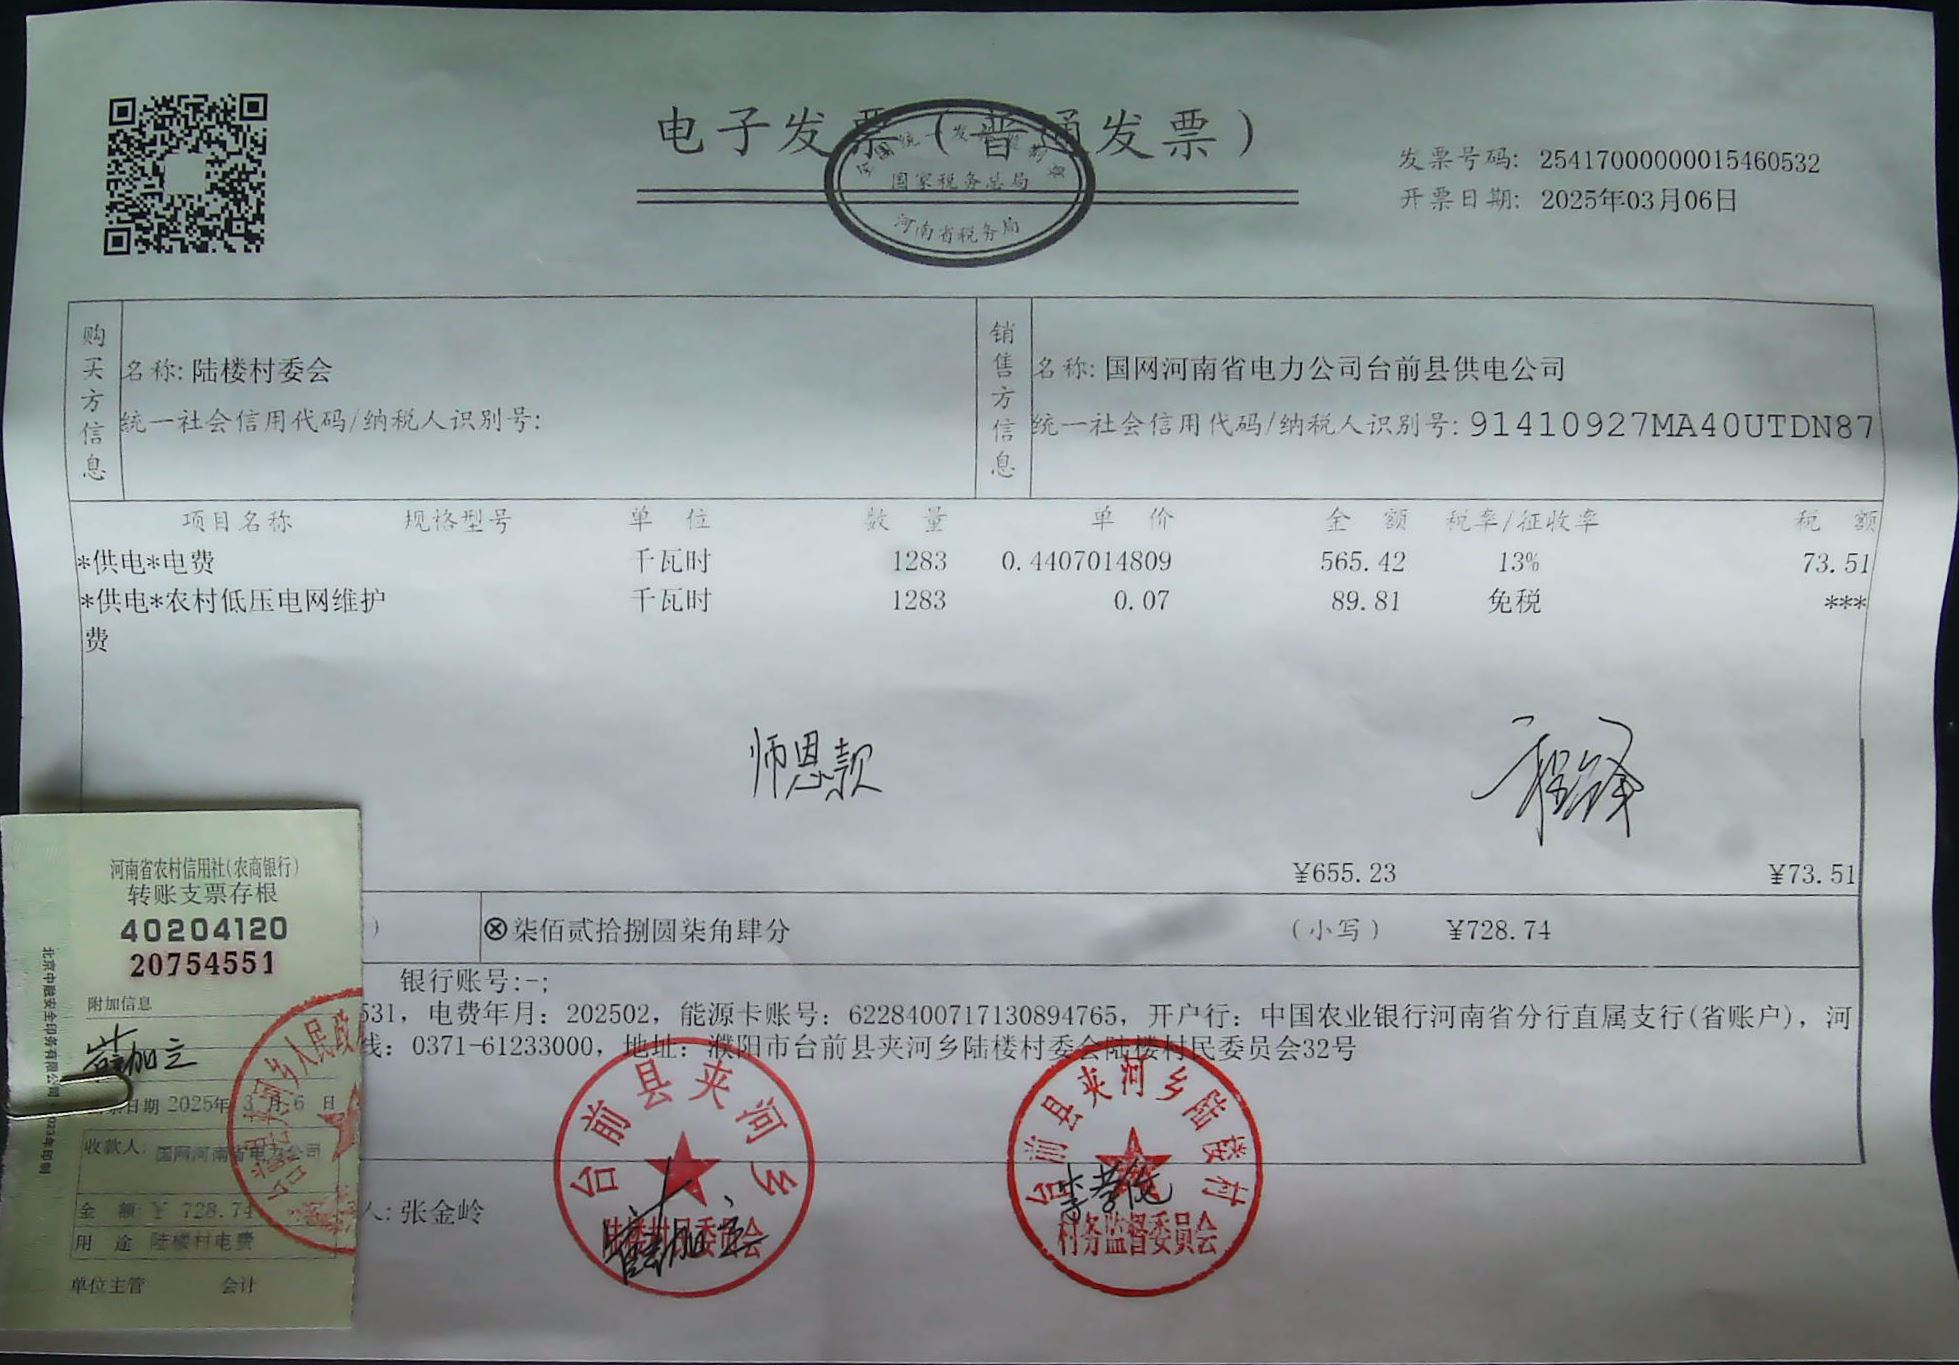 电子发票（普通发票）
全国统一发票监制章
国家税务总局
河南省税务局
发票号码: 25417000000015460532
开票日期: 2025年03月06日
购买方信息
名称: 陆楼村委会
统一社会信用代码/纳税人识别号:
销售方信息
名称: 国网河南省电力公司台前县供电公司
统一社会信用代码/纳税人识别号: 91410927MA40UTDN87
项目名称 规格型号 单 位 数 量 单 价 金 额 税率/征收率 税 额
*供电*电费 千瓦时 1283 0.4407014809 565.42 13% 73.51
*供电*农村低压电网维护 千瓦时 1283 0.07 89.81 免税 ***
费
师恩款
¥655.23 ¥73.51
) ⊗柒佰贰拾捌圆柒角肆分 （小写） ¥728.74
银行账号:-;
531, 电费年月: 202502, 能源卡账号: 6228400717130894765, 开户行: 中国农业银行河南省分行直属支行(省账户), 河
线: 0371-61233000, 地址: 濮阳市台前县夹河乡陆楼村委会陆楼村民委员会32号
人: 张金岭
台前县夹河乡
陆楼村民委员会
台前县夹河乡陆楼村
村务监督委员会
河南省农村信用社(农商银行)
转账支票存根
40204120
20754551
附加信息
日期 2025年 3 月 6 日
收款人: 国网河南省电力公司
金 额 ¥ 728.74
用 途 陆楼村电费
单位主管 会计